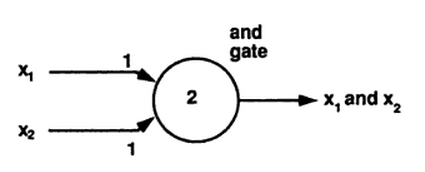 and
gate
x₁
1
2
x₁ and x₂
x₂
1